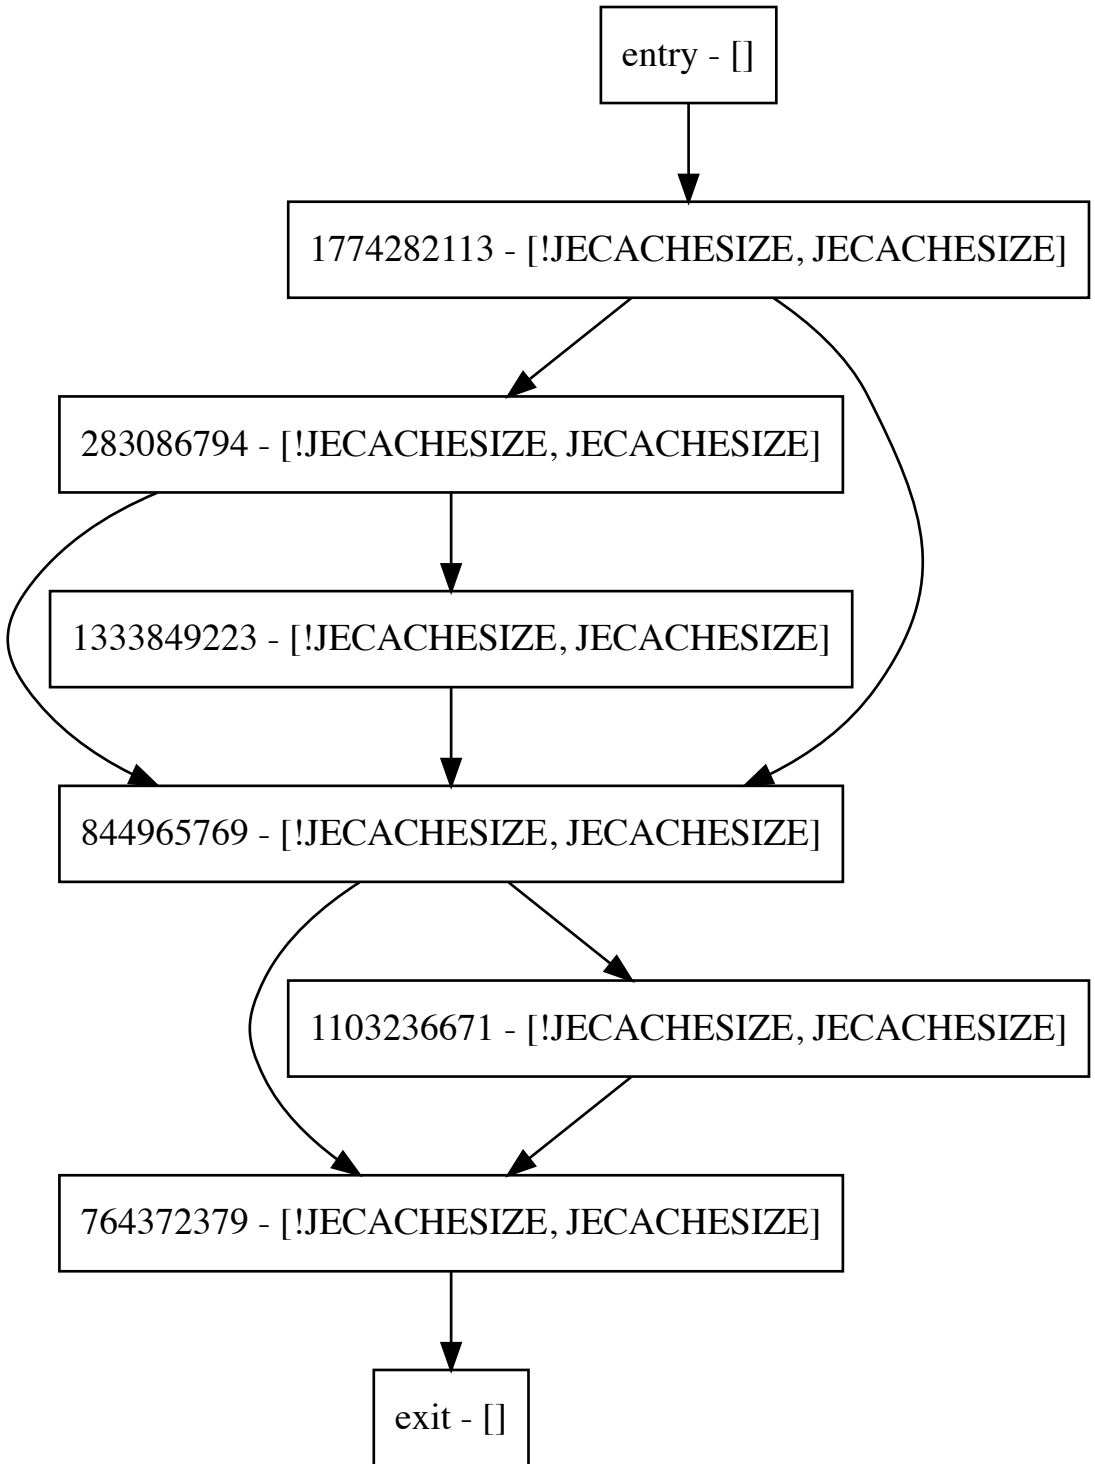 entry - []
1774282113 - [!JECACHESIZE, JECACHESIZE]
283086794 - [!JECACHESIZE, JECACHESIZE]
1333849223 - [!JECACHESIZE, JECACHESIZE]
844965769 - [!JECACHESIZE, JECACHESIZE]
1103236671 - [!JECACHESIZE, JECACHESIZE]
764372379 - [!JECACHESIZE, JECACHESIZE]
exit - []